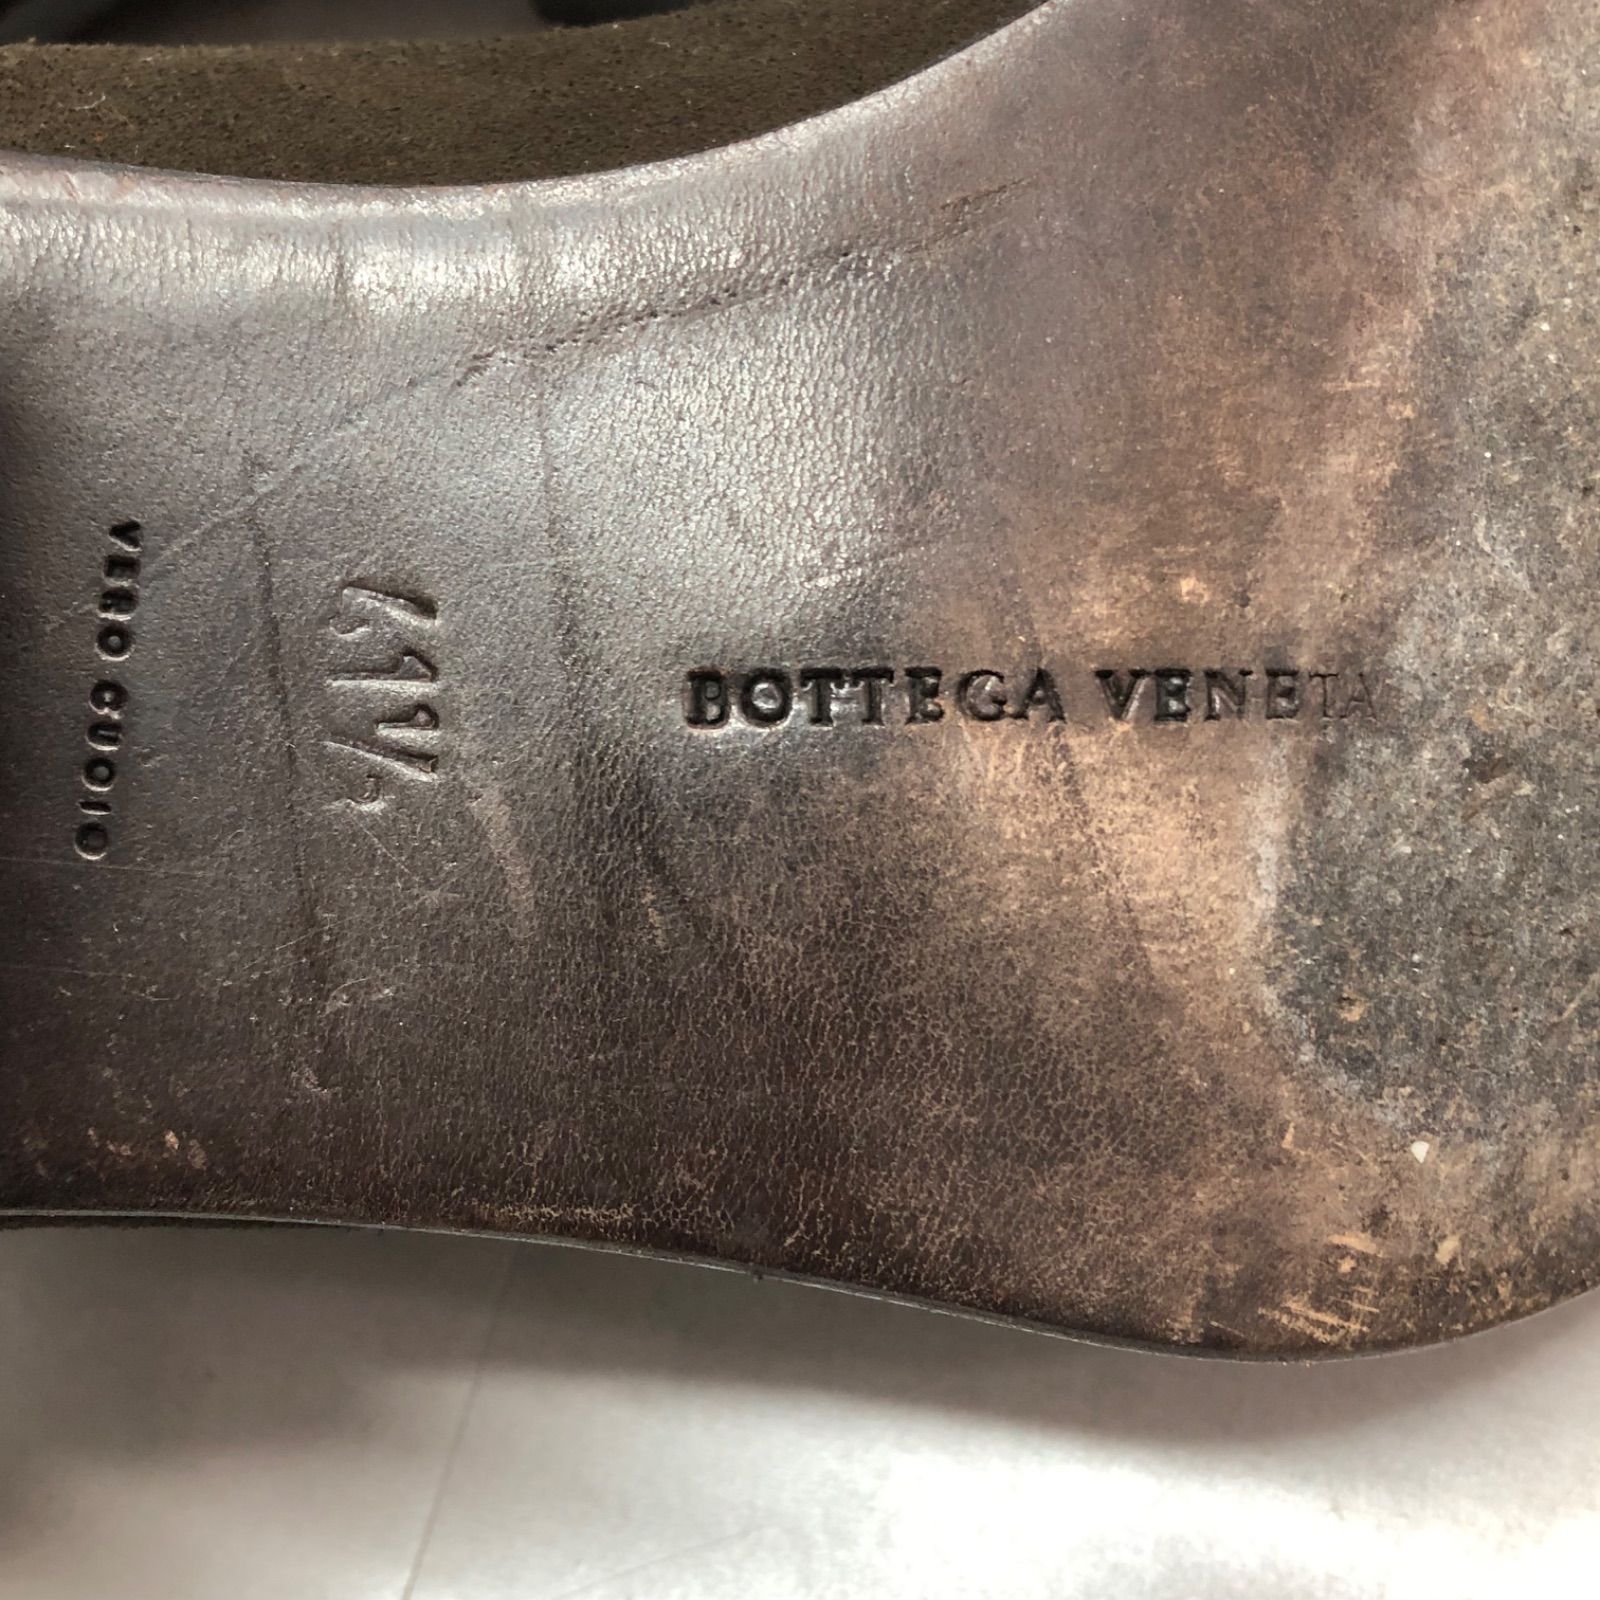 VERO CUOIO
41½
BOTTEGA VENETA